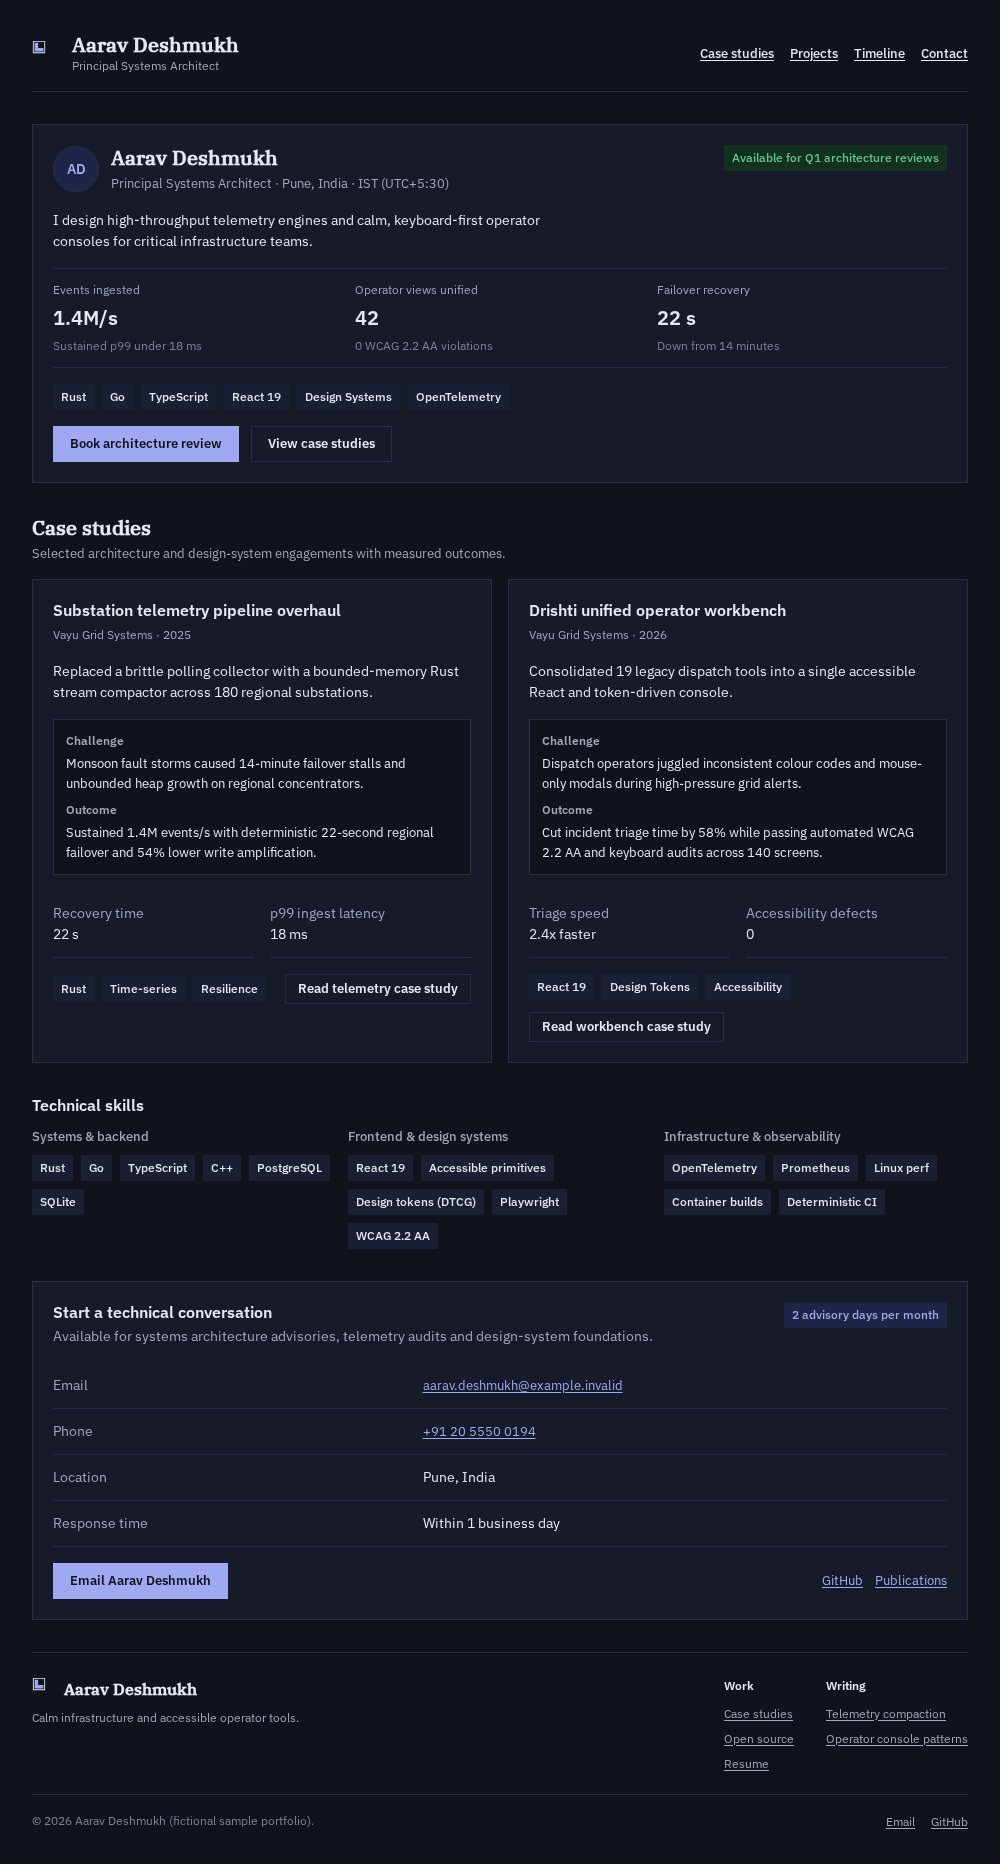 Aarav Deshmukh
Principal Systems Architect
Case studies Projects Timeline Contact
AD
Aarav Deshmukh
Principal Systems Architect · Pune, India · IST (UTC+5:30)
Available for Q1 architecture reviews
I design high-throughput telemetry engines and calm, keyboard-first operator
consoles for critical infrastructure teams.
Events ingested
1.4M/s
Sustained p99 under 18 ms
Operator views unified
42
0 WCAG 2.2 AA violations
Failover recovery
22 s
Down from 14 minutes
Rust Go TypeScript React 19 Design Systems OpenTelemetry
Book architecture review View case studies
Case studies
Selected architecture and design-system engagements with measured outcomes.
Substation telemetry pipeline overhaul
Vayu Grid Systems · 2025
Replaced a brittle polling collector with a bounded-memory Rust
stream compactor across 180 regional substations.
Challenge
Monsoon fault storms caused 14-minute failover stalls and
unbounded heap growth on regional concentrators.
Outcome
Sustained 1.4M events/s with deterministic 22-second regional
failover and 54% lower write amplification.
Recovery time
22 s
p99 ingest latency
18 ms
Rust Time-series Resilience Read telemetry case study
Drishti unified operator workbench
Vayu Grid Systems · 2026
Consolidated 19 legacy dispatch tools into a single accessible
React and token-driven console.
Challenge
Dispatch operators juggled inconsistent colour codes and mouse-
only modals during high-pressure grid alerts.
Outcome
Cut incident triage time by 58% while passing automated WCAG
2.2 AA and keyboard audits across 140 screens.
Triage speed
2.4x faster
Accessibility defects
0
React 19 Design Tokens Accessibility
Read workbench case study
Technical skills
Systems & backend
Rust Go TypeScript C++ PostgreSQL
SQLite
Frontend & design systems
React 19 Accessible primitives
Design tokens (DTCG) Playwright
WCAG 2.2 AA
Infrastructure & observability
OpenTelemetry Prometheus Linux perf
Container builds Deterministic CI
Start a technical conversation
Available for systems architecture advisories, telemetry audits and design-system foundations.
2 advisory days per month
Email aarav.deshmukh@example.invalid
Phone +91 20 5550 0194
Location Pune, India
Response time Within 1 business day
Email Aarav Deshmukh
GitHub Publications
Aarav Deshmukh
Calm infrastructure and accessible operator tools.
Work
Case studies
Open source
Resume
Writing
Telemetry compaction
Operator console patterns
© 2026 Aarav Deshmukh (fictional sample portfolio).
Email GitHub